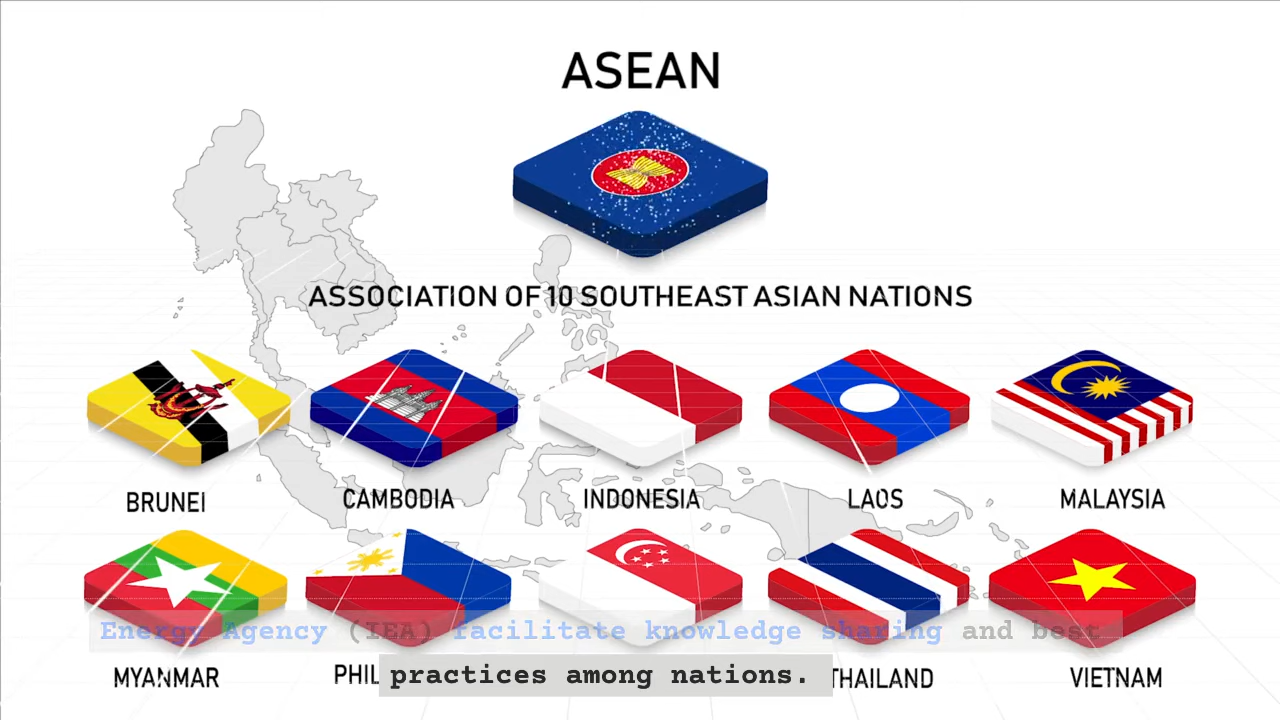 ASEAN
ASSOCIATION OF 10 SOUTHEAST ASIAN NATIONS
BRUNEI CAMBODIA INDONESIA LAOS MALAYSIA
Energy Agency (IEA) facilitate knowledge sharing and best
MYANMAR PHIL practices among nations. THAILAND VIETNAM